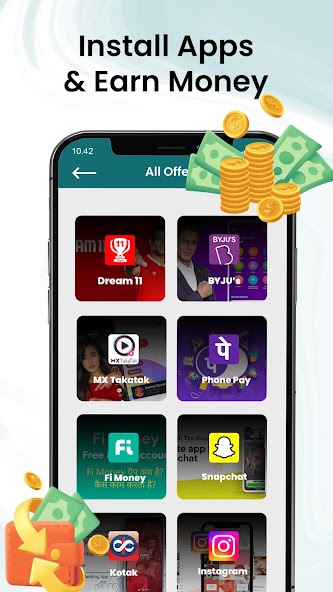 Install Apps
& Earn Money
10.42
All Offe
11
Dream 11
BYJU'S
BYJU's
MX TakaTak
MX Takatak
पे
Phone Pay
Fi Money
Fi
Fi Money
Fi Money ऐप क्या है?
कैसे काम करता है?
Snapchat
Kotak
Instagram